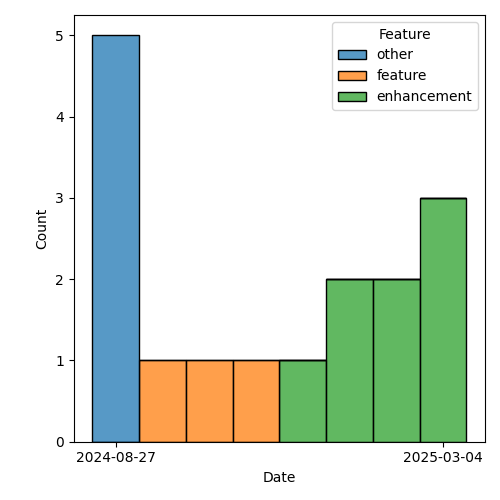 Feature
other
feature
enhancement
5
4
3
2
1
0
Count
2024-08-27
2025-03-04
Date